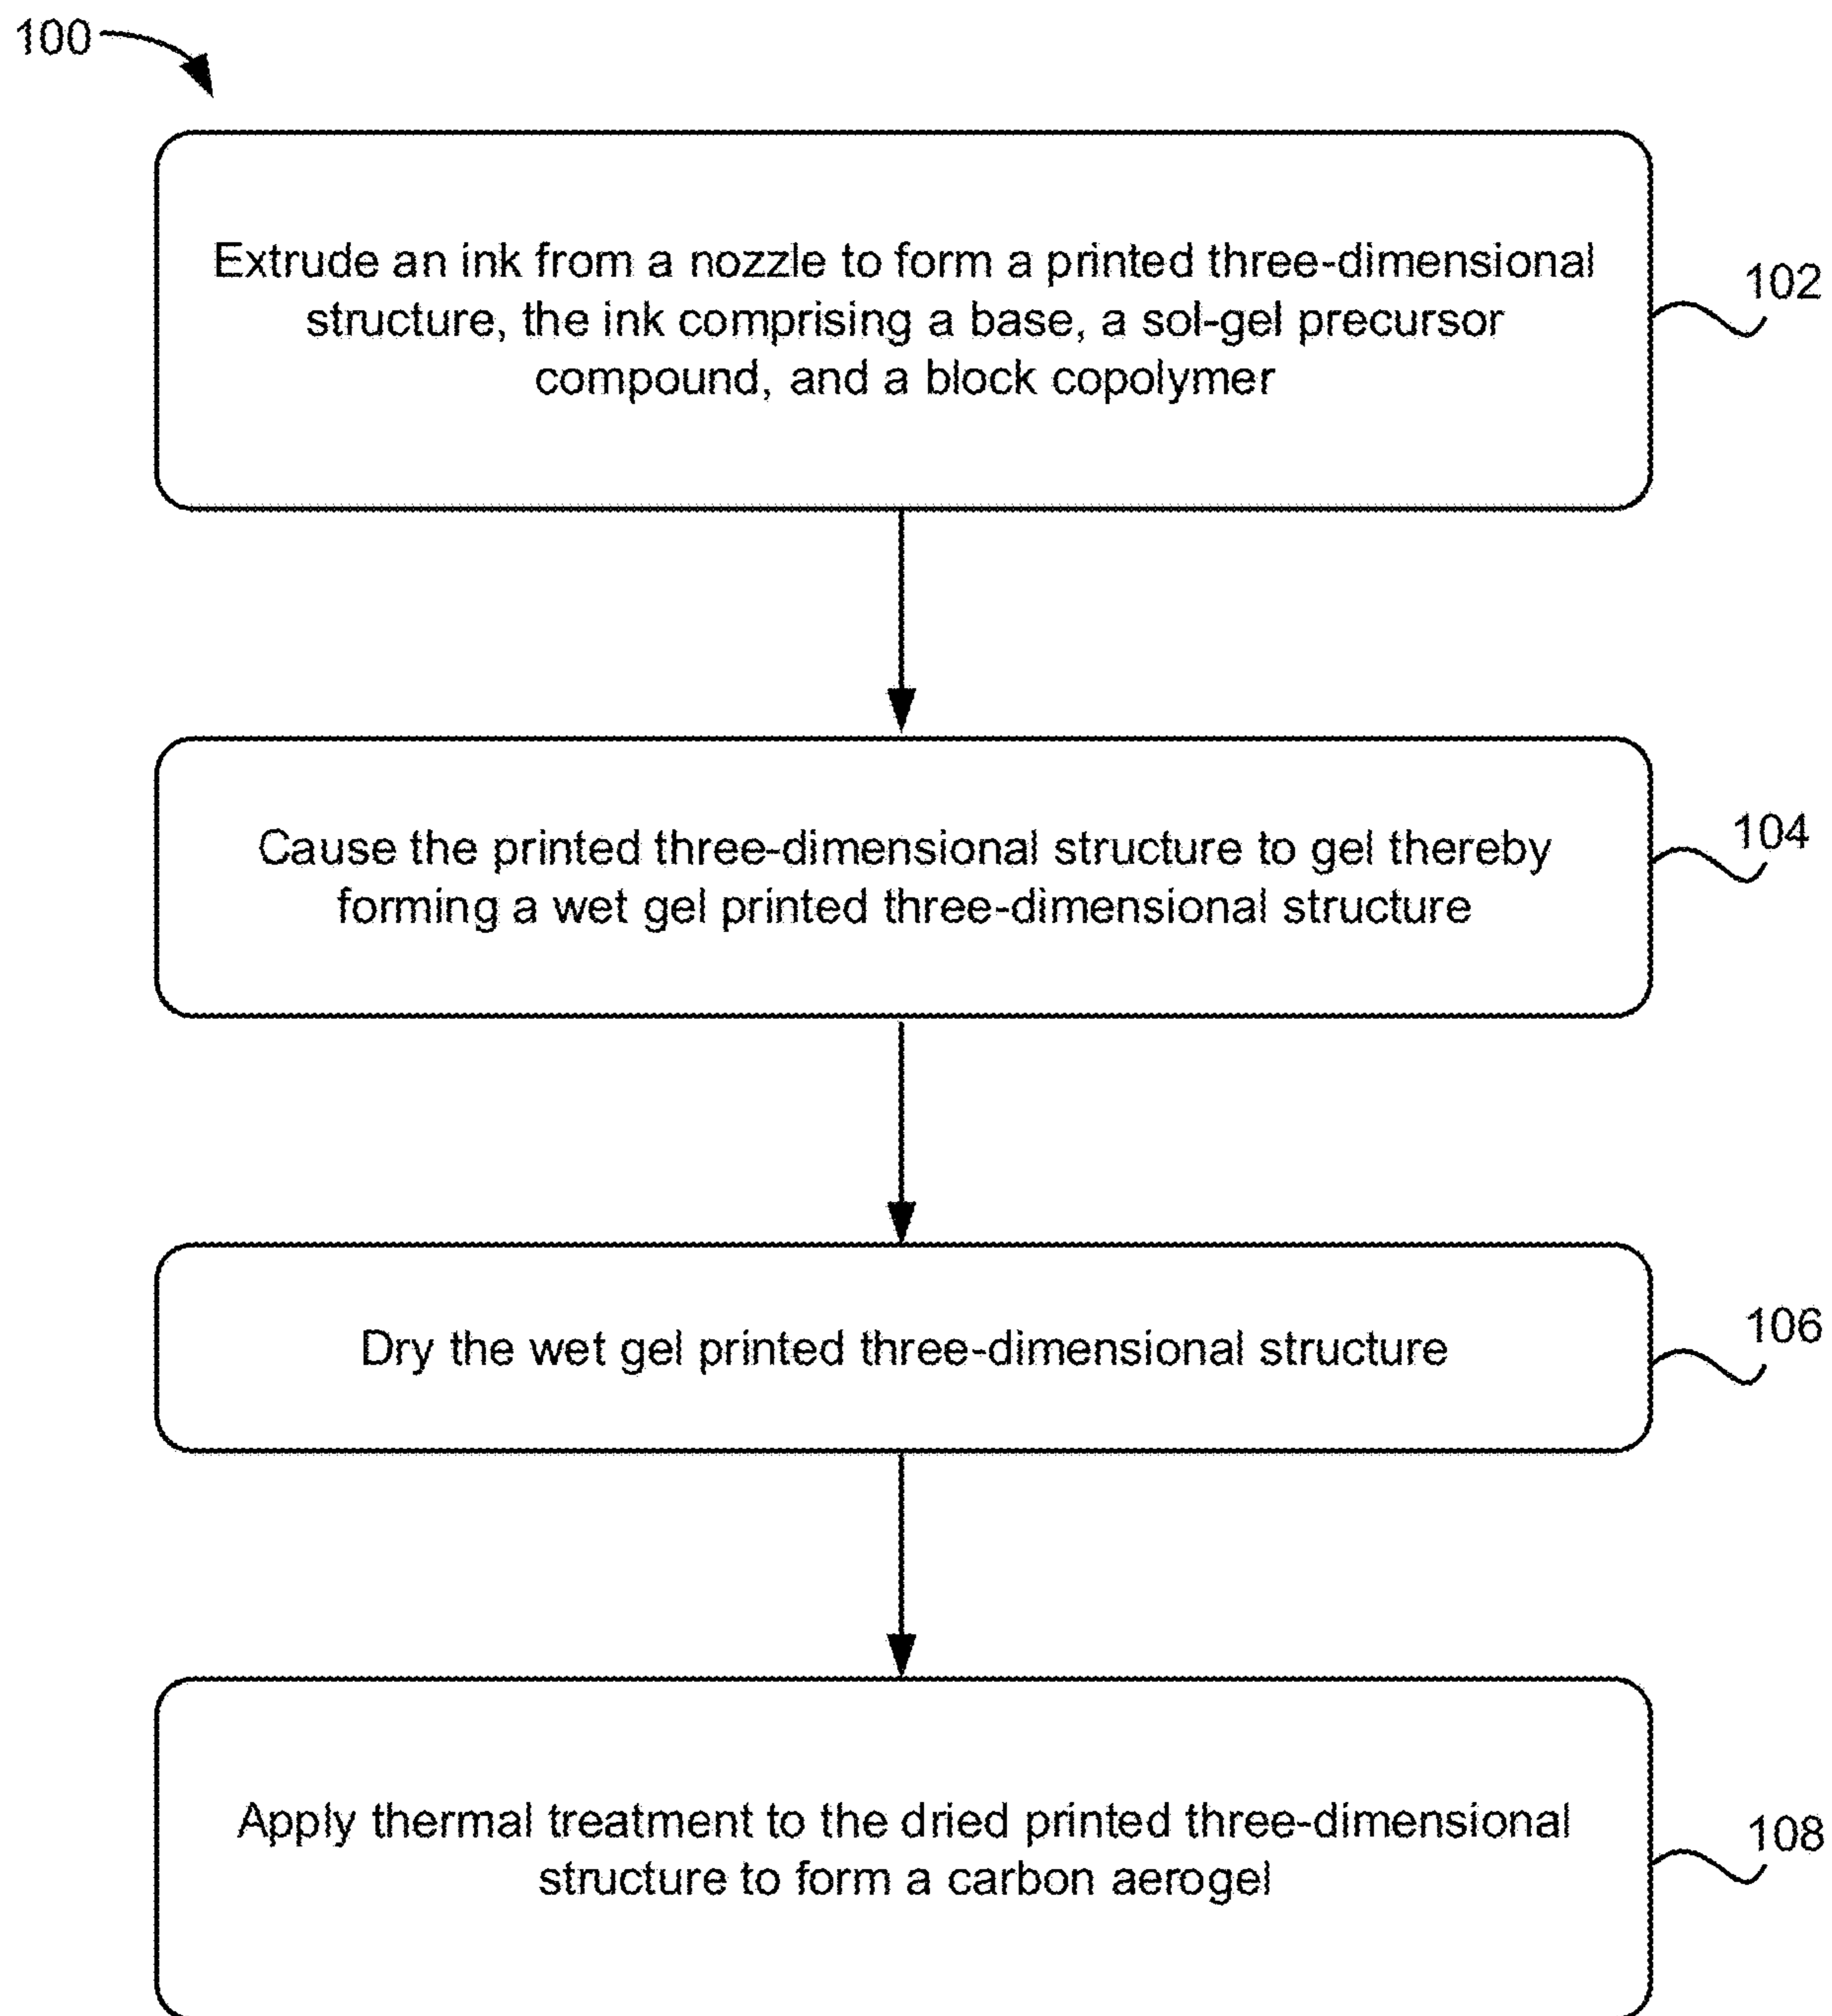 100
Extrude an ink from a nozzle to form a printed three-dimensional
structure, the ink comprising a base, a sol-gel precursor
compound, and a block copolymer
102
Cause the printed three-dimensional structure to gel thereby
forming a wet gel printed three-dimensional structure
104
Dry the wet gel printed three-dimensional structure
106
Apply thermal treatment to the dried printed three-dimensional
structure to form a carbon aerogel
108